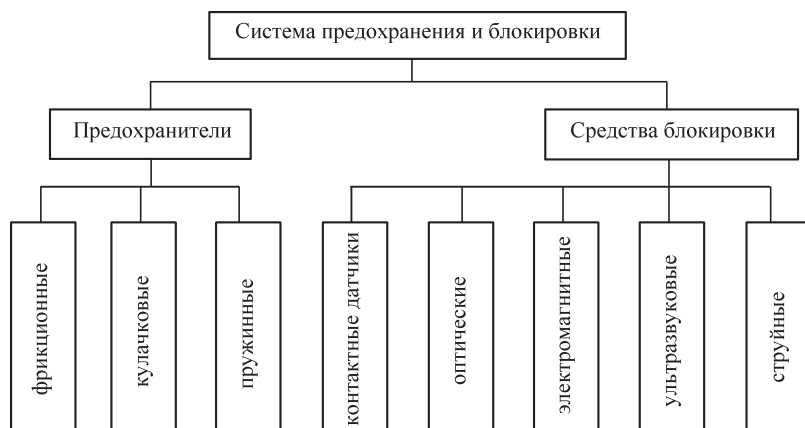 Система предохранения и блокировки
Предохранители
Средства блокировки
фрикционные
кулачковые
пружинные
контактные датчики
оптические
электромагнитные
ультразвуковые
струйные